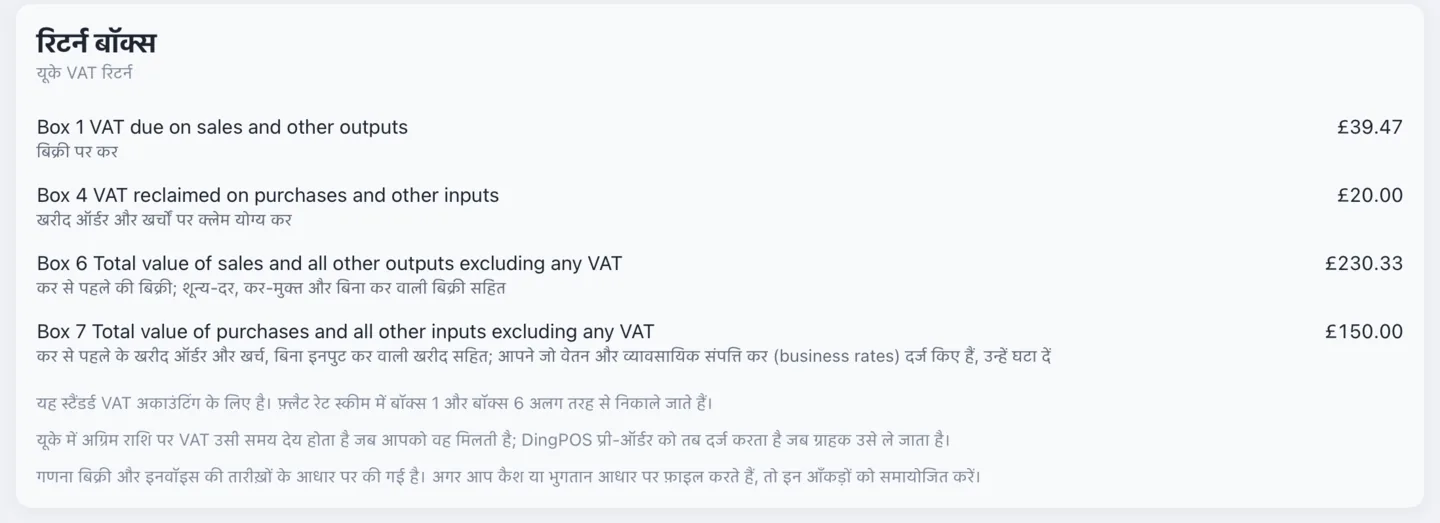 रिटर्न बॉक्स
यूके VAT रिटर्न
Box 1 VAT due on sales and other outputs £39.47
बिक्री पर कर
Box 4 VAT reclaimed on purchases and other inputs £20.00
खरीद ऑर्डर और खर्चों पर क्लेम योग्य कर
Box 6 Total value of sales and all other outputs excluding any VAT £230.33
कर से पहले की बिक्री; शून्य-दर, कर-मुक्त और बिना कर वाली बिक्री सहित
Box 7 Total value of purchases and all other inputs excluding any VAT £150.00
कर से पहले के खरीद ऑर्डर और खर्च, बिना इनपुट कर वाली खरीद सहित; आपने जो वेतन और व्यावसायिक संपत्ति कर (business rates) दर्ज किए हैं, उन्हें घटा दें
यह स्टैंडर्ड VAT अकाउंटिंग के लिए है। फ़्लैट रेट स्कीम में बॉक्स 1 और बॉक्स 6 अलग तरह से निकाले जाते हैं।
यूके में अग्रिम राशि पर VAT उसी समय देय होता है जब आपको वह मिलती है; DingPOS प्री-ऑर्डर को तब दर्ज करता है जब ग्राहक उसे ले जाता है।
गणना बिक्री और इनवॉइस की तारीख़ों के आधार पर की गई है। अगर आप कैश या भुगतान आधार पर फ़ाइल करते हैं, तो इन आँकड़ों को समायोजित करें।